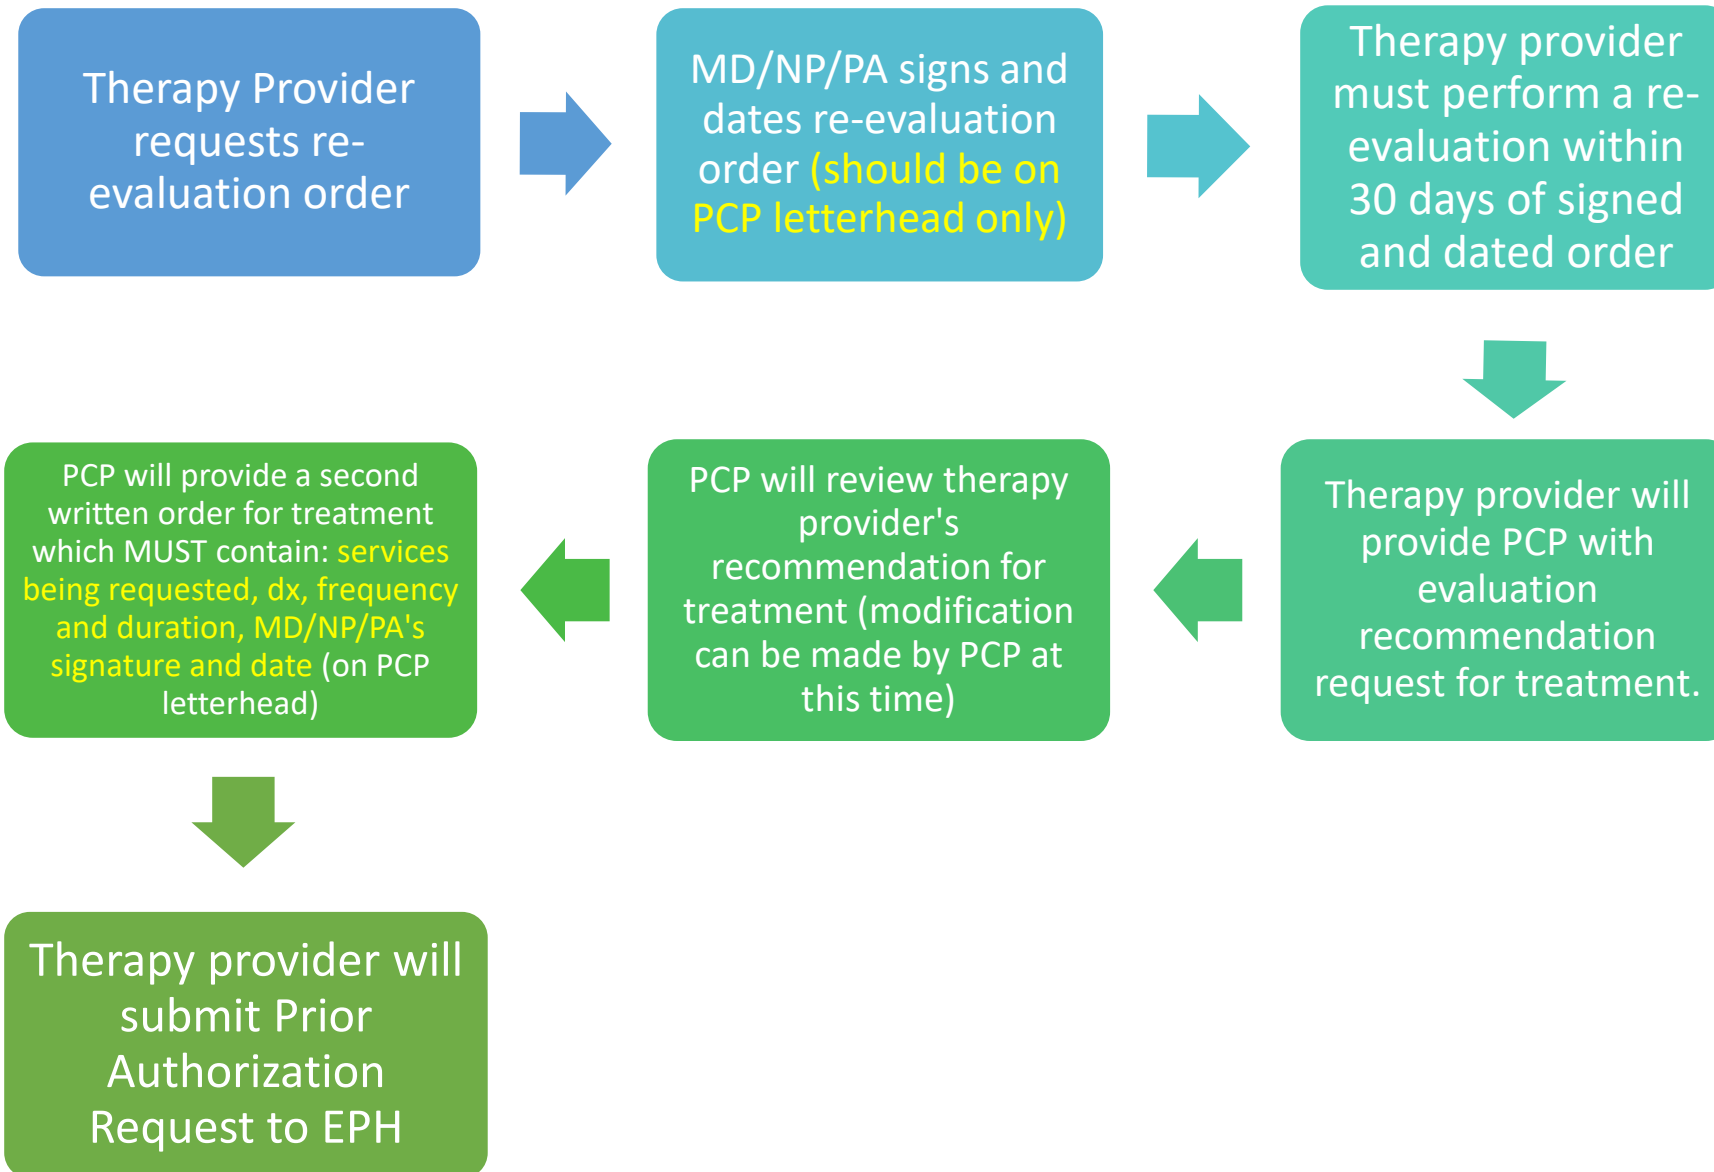 Therapy Provider
requests re-
evaluation order
MD/NP/PA signs and
dates re-evaluation
order (should be on
PCP letterhead only)
Therapy provider
must perform a re-
evaluation within
30 days of signed
and dated order
Therapy provider will
provide PCP with
evaluation
recommendation
request for treatment.
PCP will review therapy
provider's
recommendation for
treatment (modification
can be made by PCP at
this time)
PCP will provide a second
written order for treatment
which MUST contain: services
being requested, dx, frequency
and duration, MD/NP/PA's
signature and date (on PCP
letterhead)
Therapy provider will
submit Prior
Authorization
Request to EPH